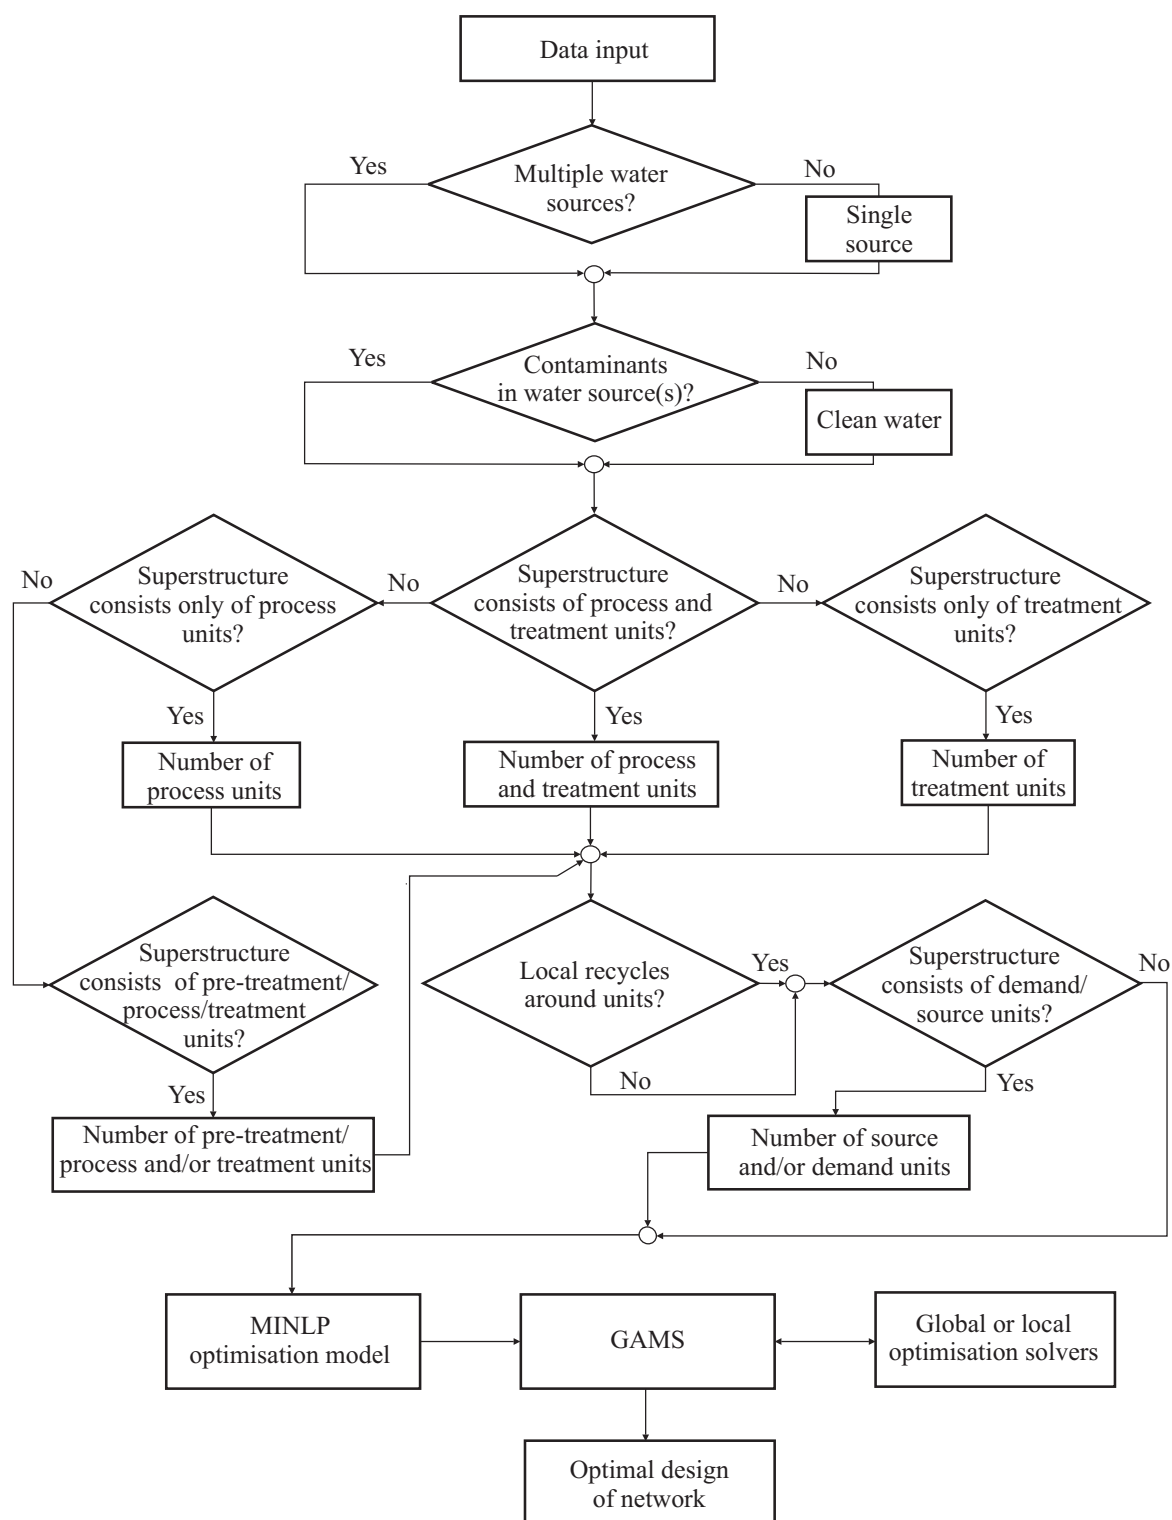 Data input
Yes
Multiple water
sources?
No
Single
source
Yes
Contaminants
in water source(s)?
No
Clean water
No
Superstructure
consists only of process
units?
No
Superstructure
consists of process and
treatment units?
No
Superstructure
consists only of treatment
units?
Yes
Yes
Yes
Number of
process units
Number of process
and treatment units
Number of
treatment units
Superstructure
consists of pre-treatment/
process/treatment
units?
Local recycles
around units?
Yes
Superstructure
consists of demand/
source units?
No
Yes
No
Yes
Number of pre-treatment/
process and/or treatment units
Number of source
and/or demand units
MINLP
optimisation model
GAMS
Global or local
optimisation solvers
Optimal design
of network